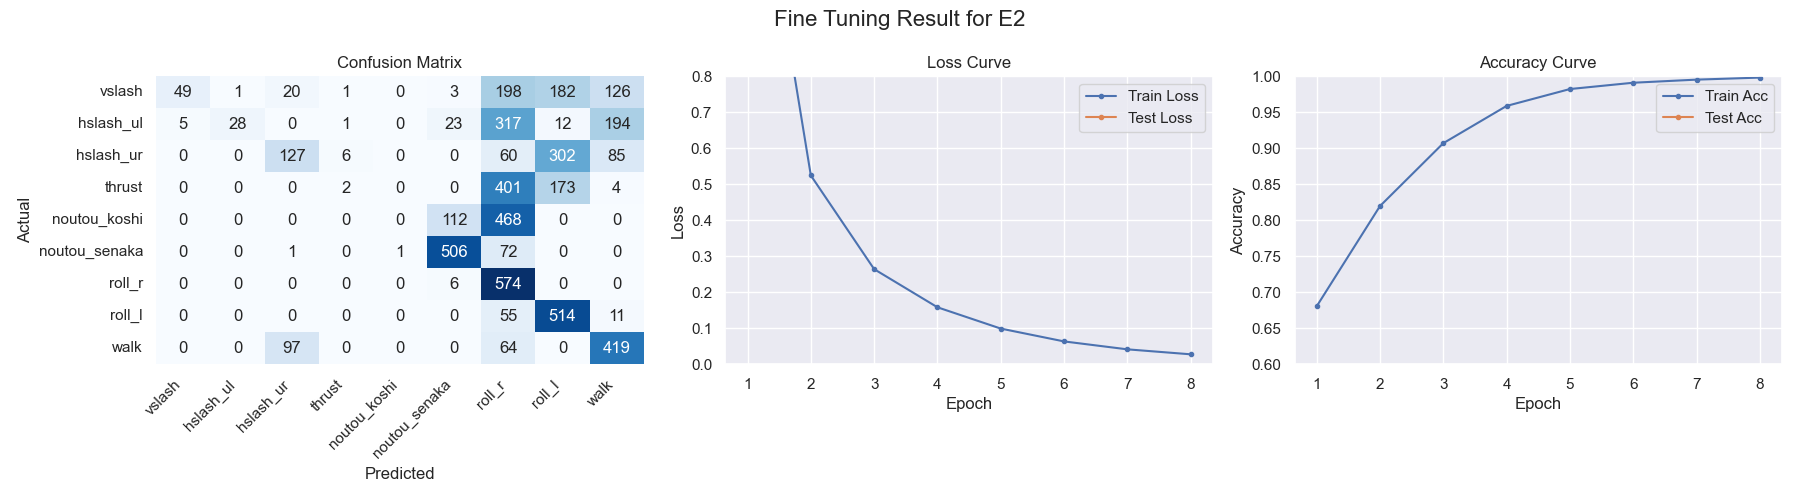 Fine Tuning Result for E2
Confusion Matrix
Actual
vslash 49 1 20 1 0 3 198 182 126
hslash_ul 5 28 0 1 0 23 317 12 194
hslash_ur 0 0 127 6 0 0 60 302 85
thrust 0 0 0 2 0 0 401 173 4
noutou_koshi 0 0 0 0 0 112 468 0 0
noutou_senaka 0 0 1 0 1 506 72 0 0
roll_r 0 0 0 0 0 6 574 0 0
roll_l 0 0 0 0 0 0 55 514 11
walk 0 0 97 0 0 0 64 0 419
vslash hslash_ul hslash_ur thrust noutou_koshi noutou_senaka roll_r roll_l walk
Predicted
Loss Curve
Loss
0.8
0.7
0.6
0.5
0.4
0.3
0.2
0.1
0.0
Train Loss
Test Loss
1 2 3 4 5 6 7 8
Epoch
Accuracy Curve
Accuracy
1.00
0.95
0.90
0.85
0.80
0.75
0.70
0.65
0.60
Train Acc
Test Acc
1 2 3 4 5 6 7 8
Epoch